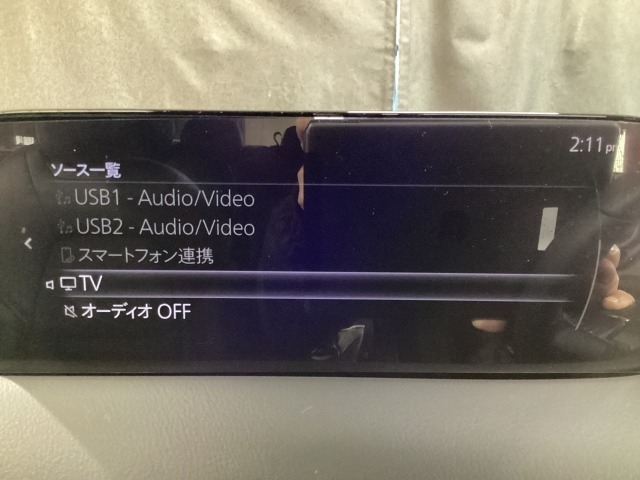 2:11 pm
ソース一覧
USB1 - Audio/Video
USB2 - Audio/Video
スマートフォン連携
TV
オーディオ OFF